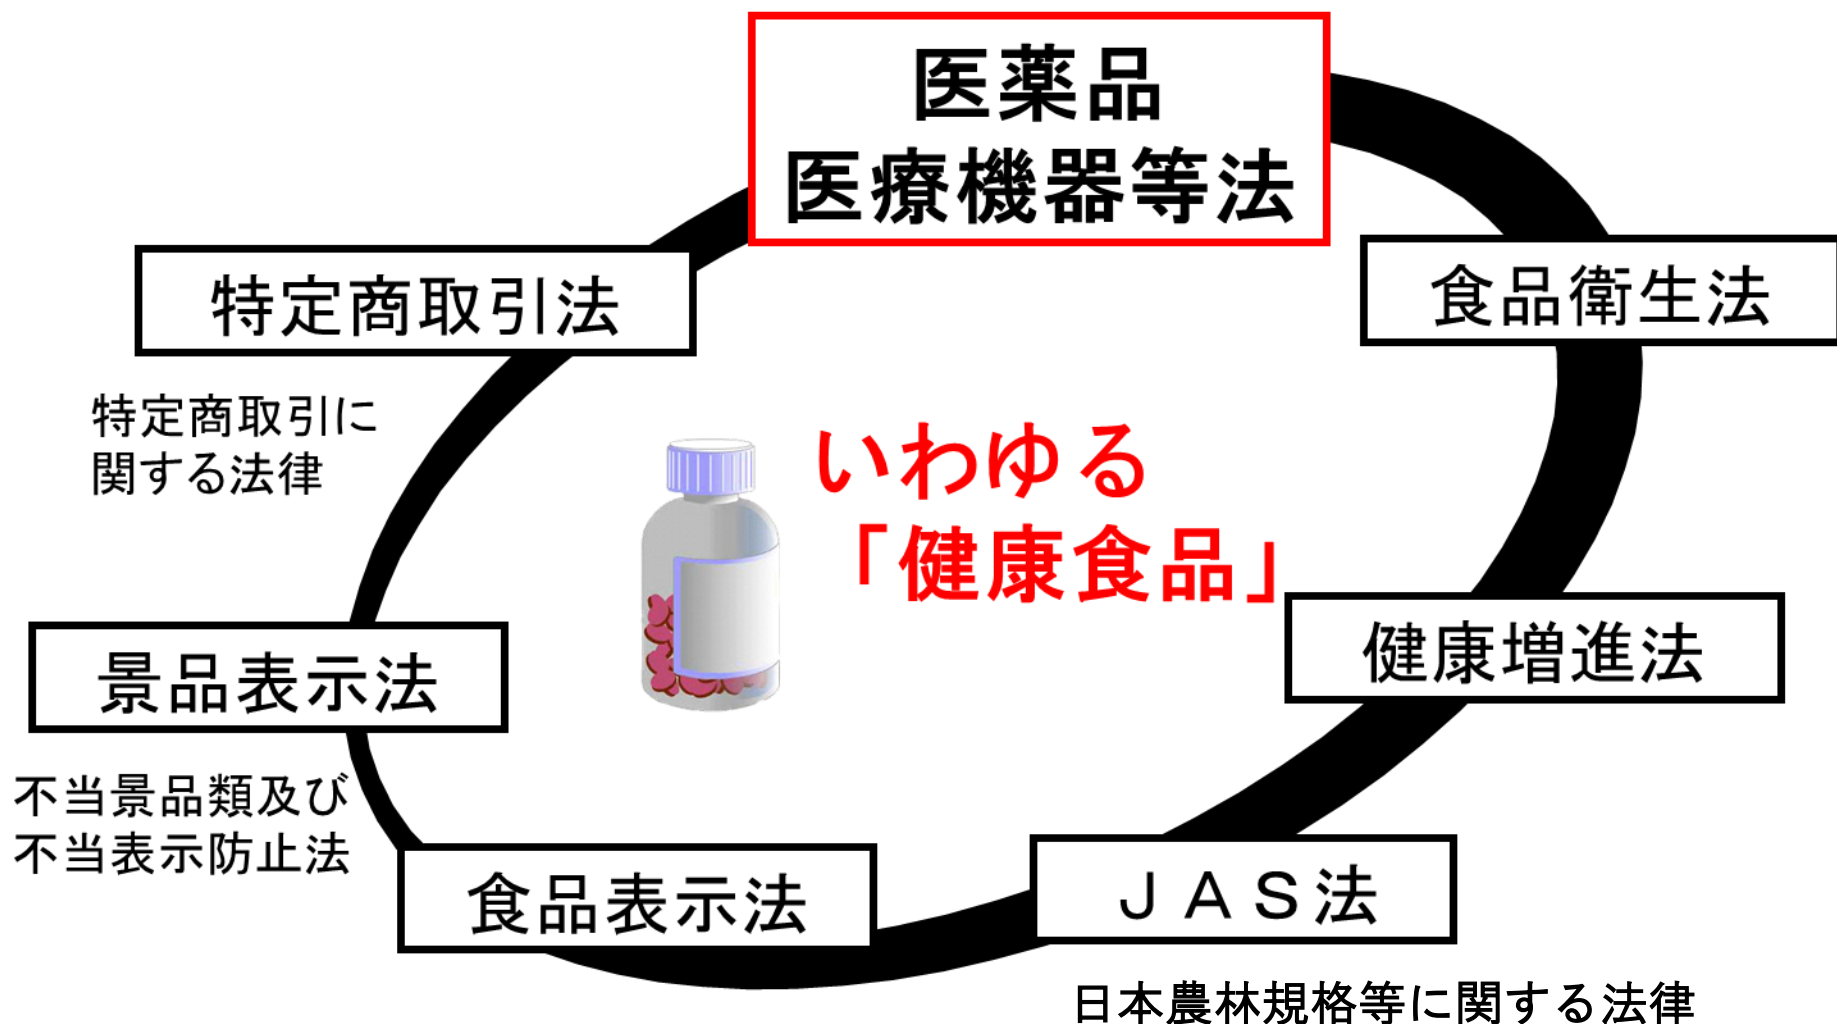 医薬品
医療機器等法
特定商取引法
食品衛生法
特定商取引に
関する法律
いわゆる
「健康食品」
景品表示法
健康増進法
不当景品類及び
不当表示防止法
食品表示法
ＪＡＳ法
日本農林規格等に関する法律